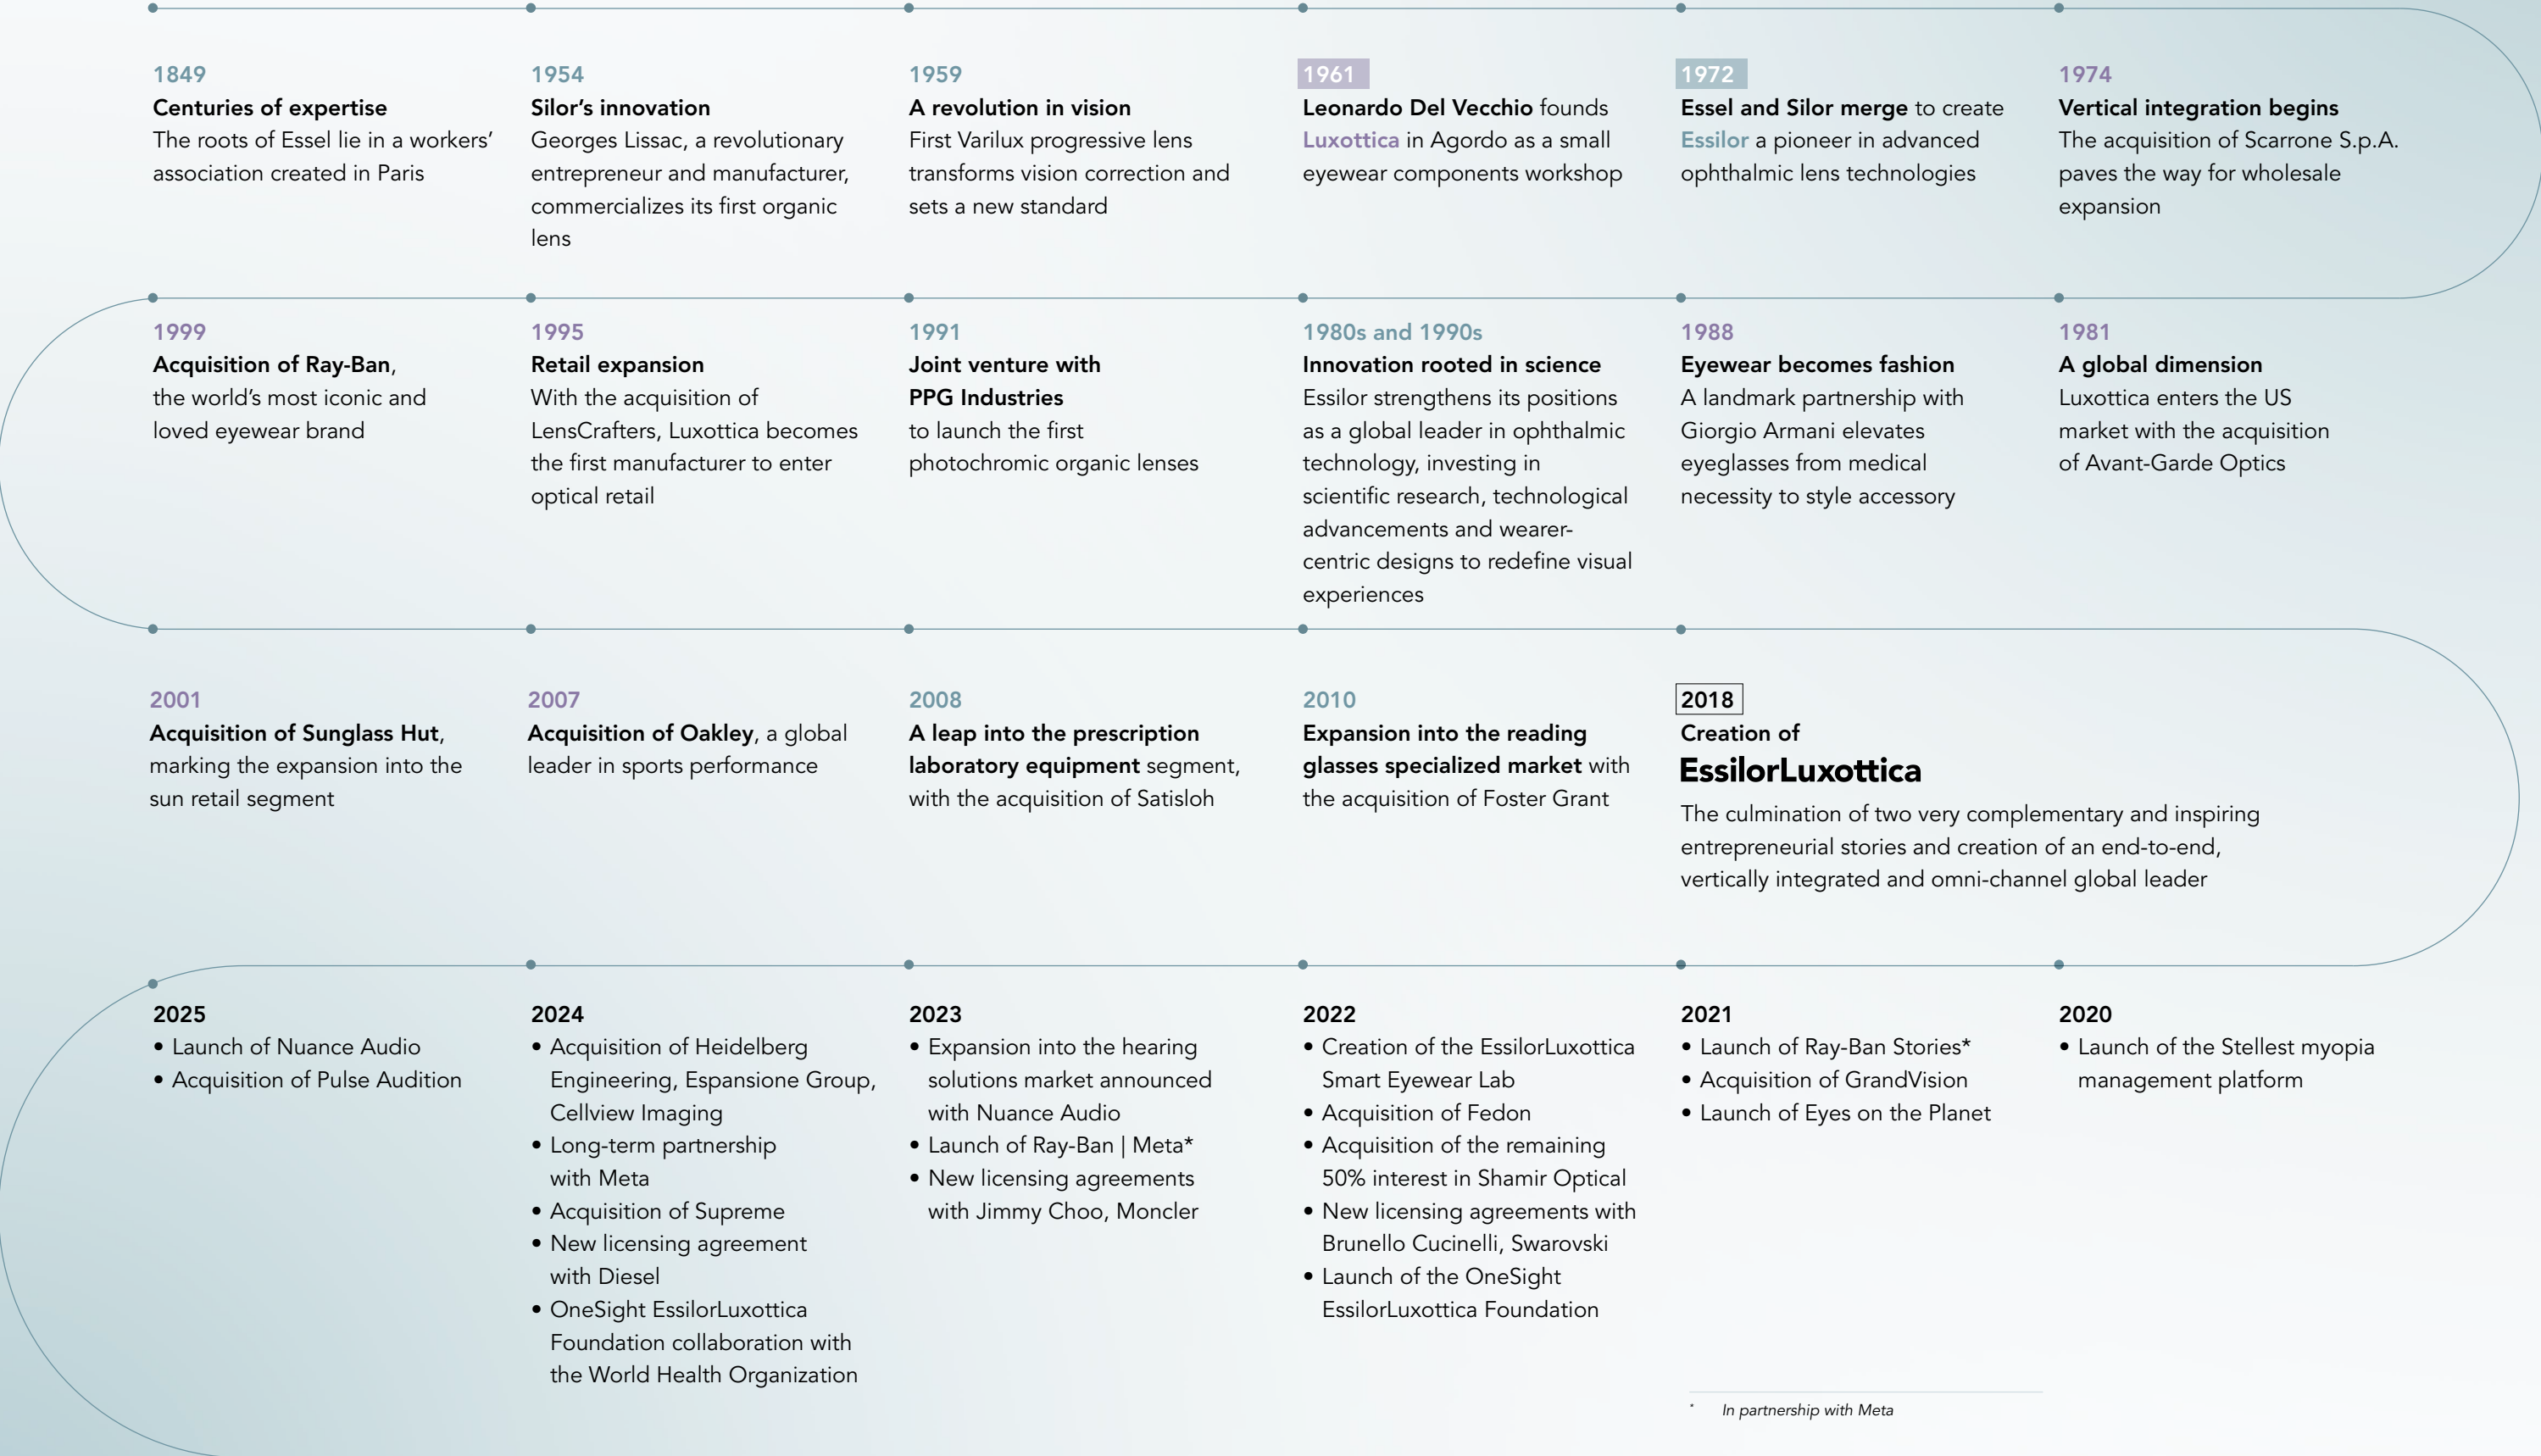 1849
Centuries of expertise
The roots of Essel lie in a workers’
association created in Paris
1954
Silor’s innovation
Georges Lissac, a revolutionary
entrepreneur and manufacturer,
commercializes its first organic
lens
1959
A revolution in vision
First Varilux progressive lens
transforms vision correction and
sets a new standard
1961
Leonardo Del Vecchio founds
Luxottica in Agordo as a small
eyewear components workshop
1972
Essel and Silor merge to create
Essilor a pioneer in advanced
ophthalmic lens technologies
1974
Vertical integration begins
The acquisition of Scarrone S.p.A.
paves the way for wholesale
expansion
1981
A global dimension
Luxottica enters the US
market with the acquisition
of Avant-Garde Optics
1988
Eyewear becomes fashion
A landmark partnership with
Giorgio Armani elevates
eyeglasses from medical
necessity to style accessory
1980s and 1990s
Innovation rooted in science
Essilor strengthens its positions
as a global leader in ophthalmic
technology, investing in
scientific research, technological
advancements and wearer-
centric designs to redefine visual
experiences
1991
Joint venture with
PPG Industries
to launch the first
photochromic organic lenses
1995
Retail expansion
With the acquisition of
LensCrafters, Luxottica becomes
the first manufacturer to enter
optical retail
1999
Acquisition of Ray-Ban,
the world’s most iconic and
loved eyewear brand
2001
Acquisition of Sunglass Hut,
marking the expansion into the
sun retail segment
2007
Acquisition of Oakley, a global
leader in sports performance
2008
A leap into the prescription
laboratory equipment segment,
with the acquisition of Satisloh
2010
Expansion into the reading
glasses specialized market with
the acquisition of Foster Grant
2018
Creation of
EssilorLuxottica
The culmination of two very complementary and inspiring
entrepreneurial stories and creation of an end-to-end,
vertically integrated and omni-channel global leader
2020
• Launch of the Stellest myopia
management platform
2021
• Launch of Ray-Ban Stories*
• Acquisition of GrandVision
• Launch of Eyes on the Planet
2022
• Creation of the EssilorLuxottica
Smart Eyewear Lab
• Acquisition of Fedon
• Acquisition of the remaining
50% interest in Shamir Optical
• New licensing agreements with
Brunello Cucinelli, Swarovski
• Launch of the OneSight
EssilorLuxottica Foundation
2023
• Expansion into the hearing
solutions market announced
with Nuance Audio
• Launch of Ray-Ban | Meta*
• New licensing agreements
with Jimmy Choo, Moncler
2024
• Acquisition of Heidelberg
Engineering, Espansione Group,
Cellview Imaging
• Long-term partnership
with Meta
• Acquisition of Supreme
• New licensing agreement
with Diesel
• OneSight EssilorLuxottica
Foundation collaboration with
the World Health Organization
2025
• Launch of Nuance Audio
• Acquisition of Pulse Audition
* In partnership with Meta